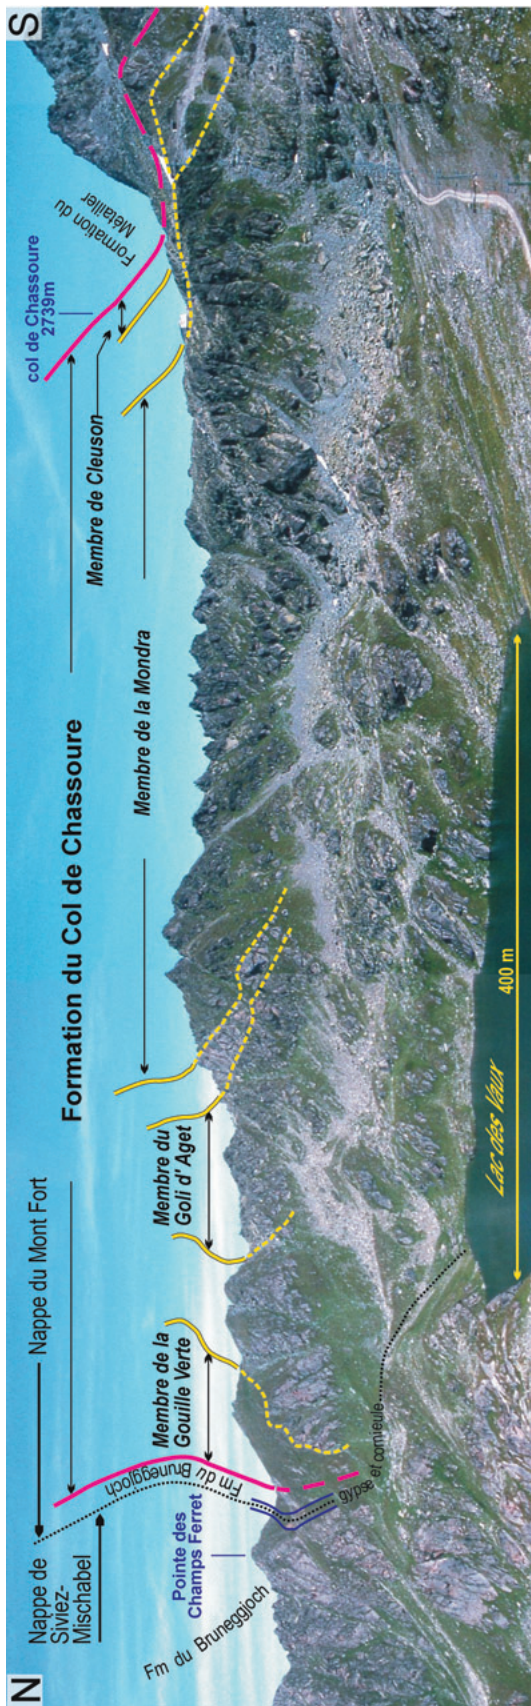 N
S
Nappe de
Siviez-
Mischabel
Nappe du Mont Fort
Formation du Col de Chassoure
col de Chassoure
2739m
Formation du
Métailler
Membre de Cleuson
Membre de la Mondra
Membre du
Goli d' Aget
Membre de la
Gouille Verte
Fm du Bruneggjoch
Pointe des
Champs Ferret
Fm du Bruneggjoch
gypse et cornieule
Lac des Vaux
400 m